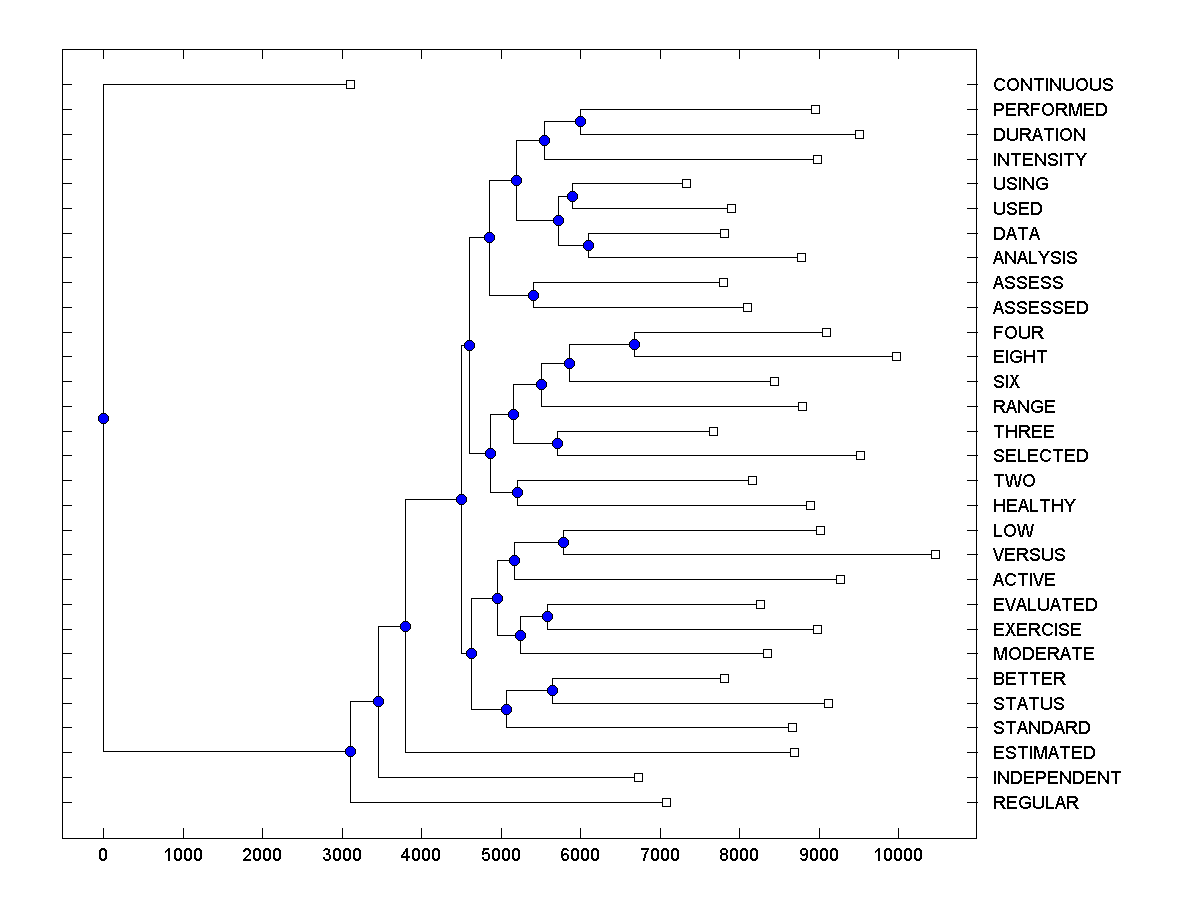 CONTINUOUS
PERFORMED
DURATION
INTENSITY
USING
USED
DATA
ANALYSIS
ASSESS
ASSESSED
FOUR
EIGHT
SIX
RANGE
THREE
SELECTED
TWO
HEALTHY
LOW
VERSUS
ACTIVE
EVALUATED
EXERCISE
MODERATE
BETTER
STATUS
STANDARD
ESTIMATED
INDEPENDENT
REGULAR
0 1000 2000 3000 4000 5000 6000 7000 8000 9000 10000